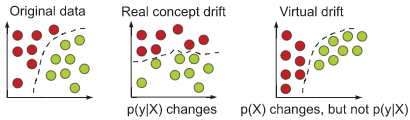 Original data
Real concept drift
Virtual drift
p(y|X) changes
p(X) changes, but not p(y|X)